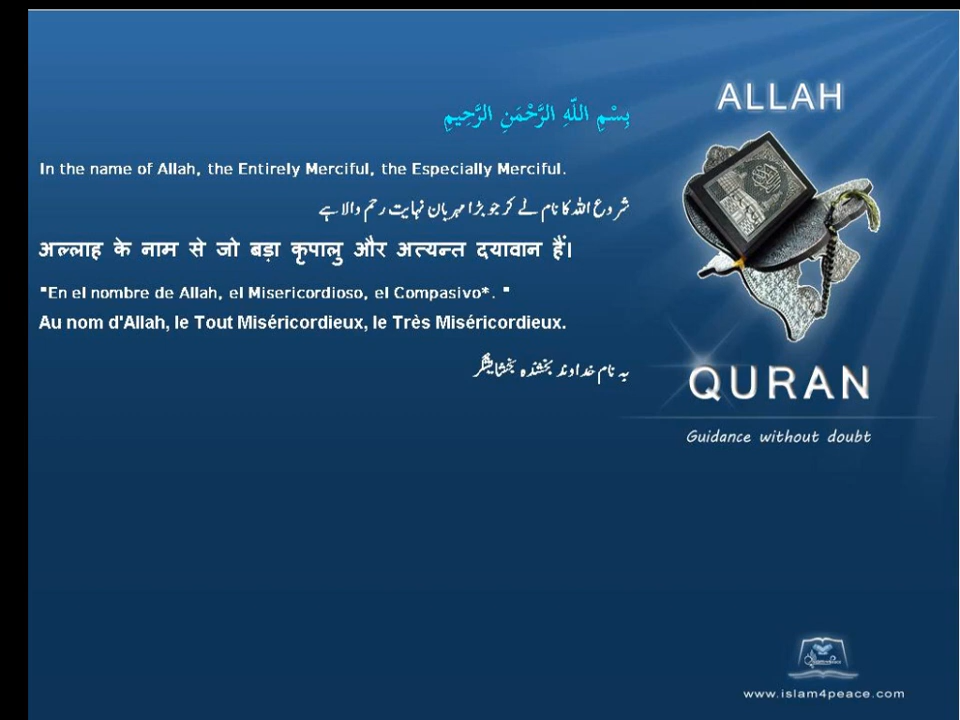 بِسْمِ اللّهِ الرَّحْمَنِ الرَّحِيمِ
In the name of Allah, the Entirely Merciful, the Especially Merciful.
شروع اللہ کا نام لے کر جو بڑا مہربان نہایت رحم والا ہے
अल्लाह के नाम से जो बड़ा कृपालु और अत्यन्त दयावान हैं।
"En el nombre de Allah, el Misericordioso, el Compasivo*. "
Au nom d'Allah, le Tout Miséricordieux, le Très Miséricordieux.
به نام خداوند بخشنده بخشایشگر
ALLAH
QURAN
Guidance without doubt
www.islam4peace.com